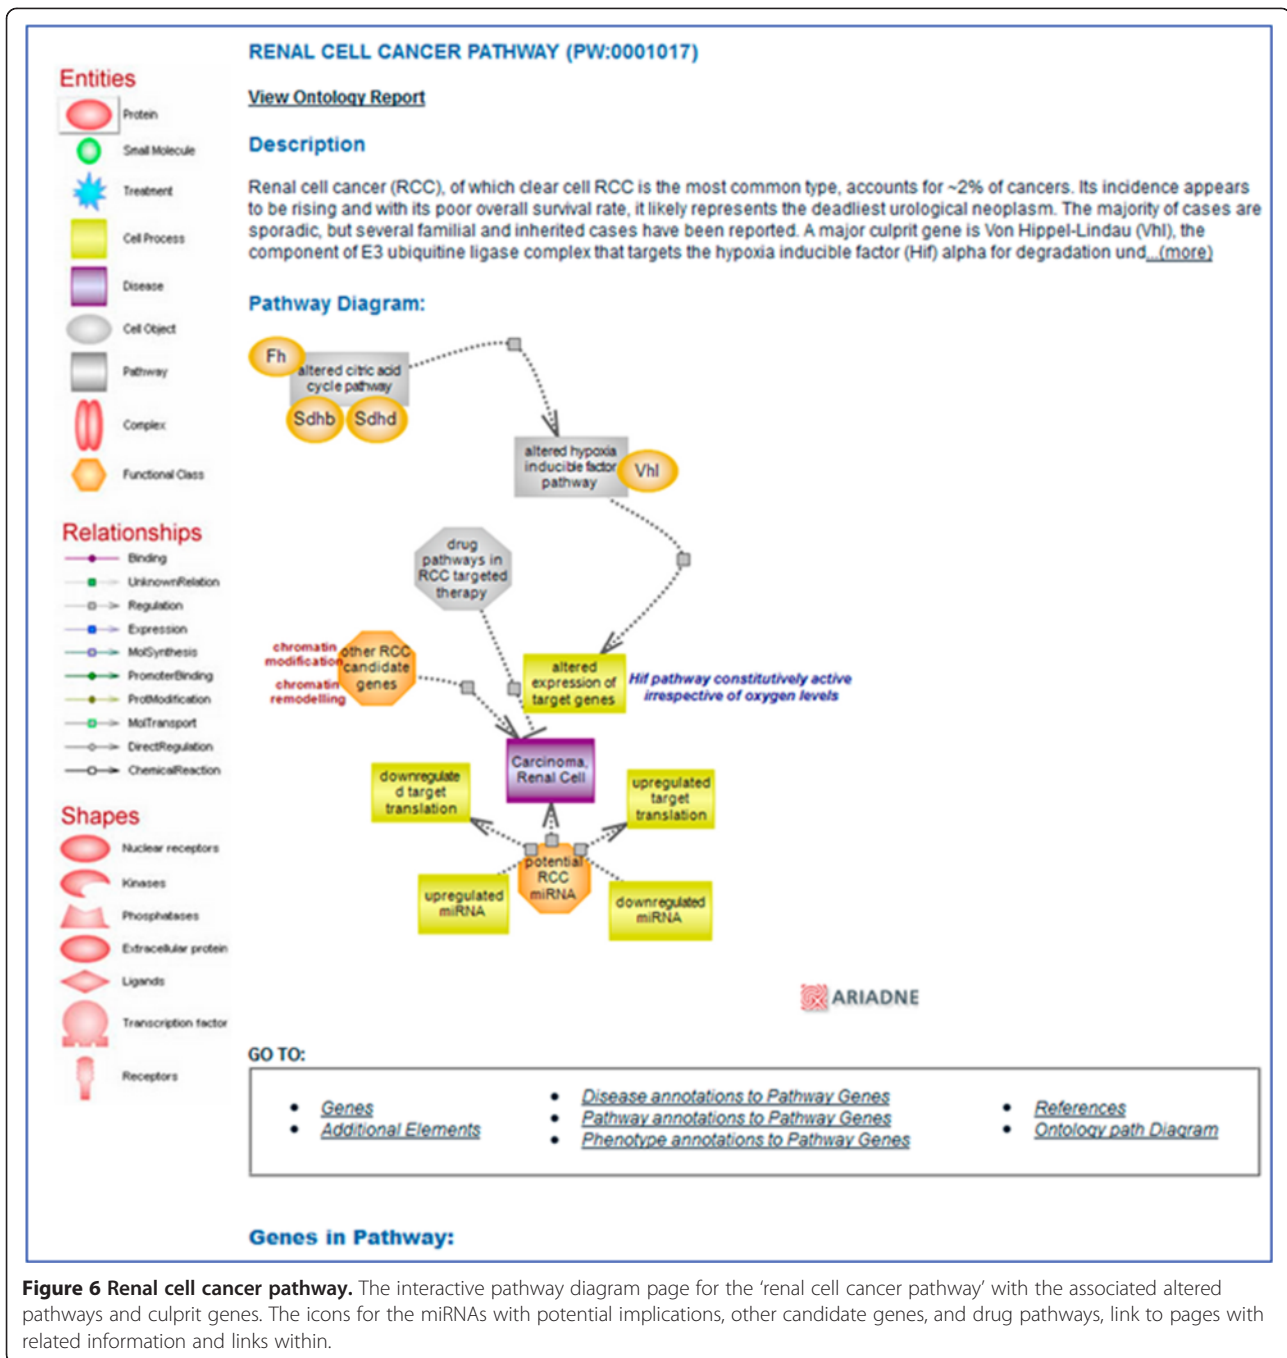 RENAL CELL CANCER PATHWAY (PW:0001017)
View Ontology Report
Description
Renal cell cancer (RCC), of which clear cell RCC is the most common type, accounts for ~2% of cancers. Its incidence appears
to be rising and with its poor overall survival rate, it likely represents the deadliest urological neoplasm. The majority of cases are
sporadic, but several familial and inherited cases have been reported. A major culprit gene is Von Hippel-Lindau (Vhl), the
component of E3 ubiquitine ligase complex that targets the hypoxia inducible factor (Hif) alpha for degradation und...(more)
Entities
Protein
Small Molecule
Treatment
Cell Process
Disease
Cell Object
Pathway
Complex
Functional Class
Relationships
Binding
UnknownRelation
Regulation
Expression
MolSynthesis
PromoterBinding
ProtModification
MolTransport
DirectRegulation
ChemicalReaction
Shapes
Nuclear receptors
Kinases
Phosphatases
Extracellular protein
Ligands
Transcription factor
Receptors
Pathway Diagram:
Fh
altered citric acid
cycle pathway
Sdhb
Sdhd
altered hypoxia
inducible factor
pathway
Vhl
drug
pathways in
RCC targeted
therapy
chromatin
modification
chromatin
remodelling
other RCC
candidate
genes
altered
expression of
target genes
Hif pathway constitutively active
irrespective of oxygen levels
Carcinoma,
Renal Cell
downregulate
d target
translation
upregulated
target
translation
potential
RCC
miRNA
upregulated
miRNA
downregulated
miRNA
ARIADNE
GO TO:
• Genes
• Additional Elements
• Disease annotations to Pathway Genes
• Pathway annotations to Pathway Genes
• Phenotype annotations to Pathway Genes
• References
• Ontology path Diagram
Genes in Pathway:
Figure 6 Renal cell cancer pathway. The interactive pathway diagram page for the ‘renal cell cancer pathway’ with the associated altered
pathways and culprit genes. The icons for the miRNAs with potential implications, other candidate genes, and drug pathways, link to pages with
related information and links within.